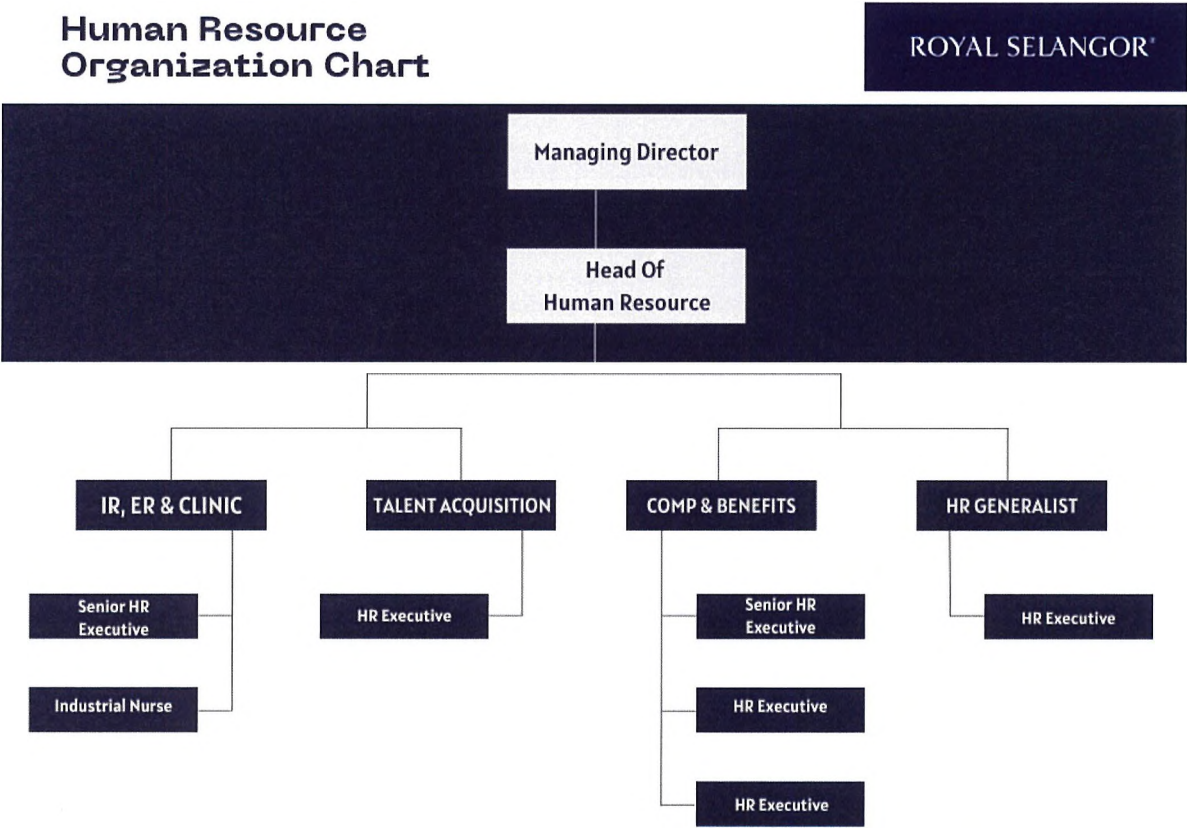 Human Resource
Organization Chart
ROYAL SELANGOR®
Managing Director
Head Of
Human Resource
IR, ER & CLINIC
TALENT ACQUISITION
COMP & BENEFITS
HR GENERALIST
Senior HR
Executive
HR Executive
Senior HR
Executive
HR Executive
Industrial Nurse
HR Executive
HR Executive